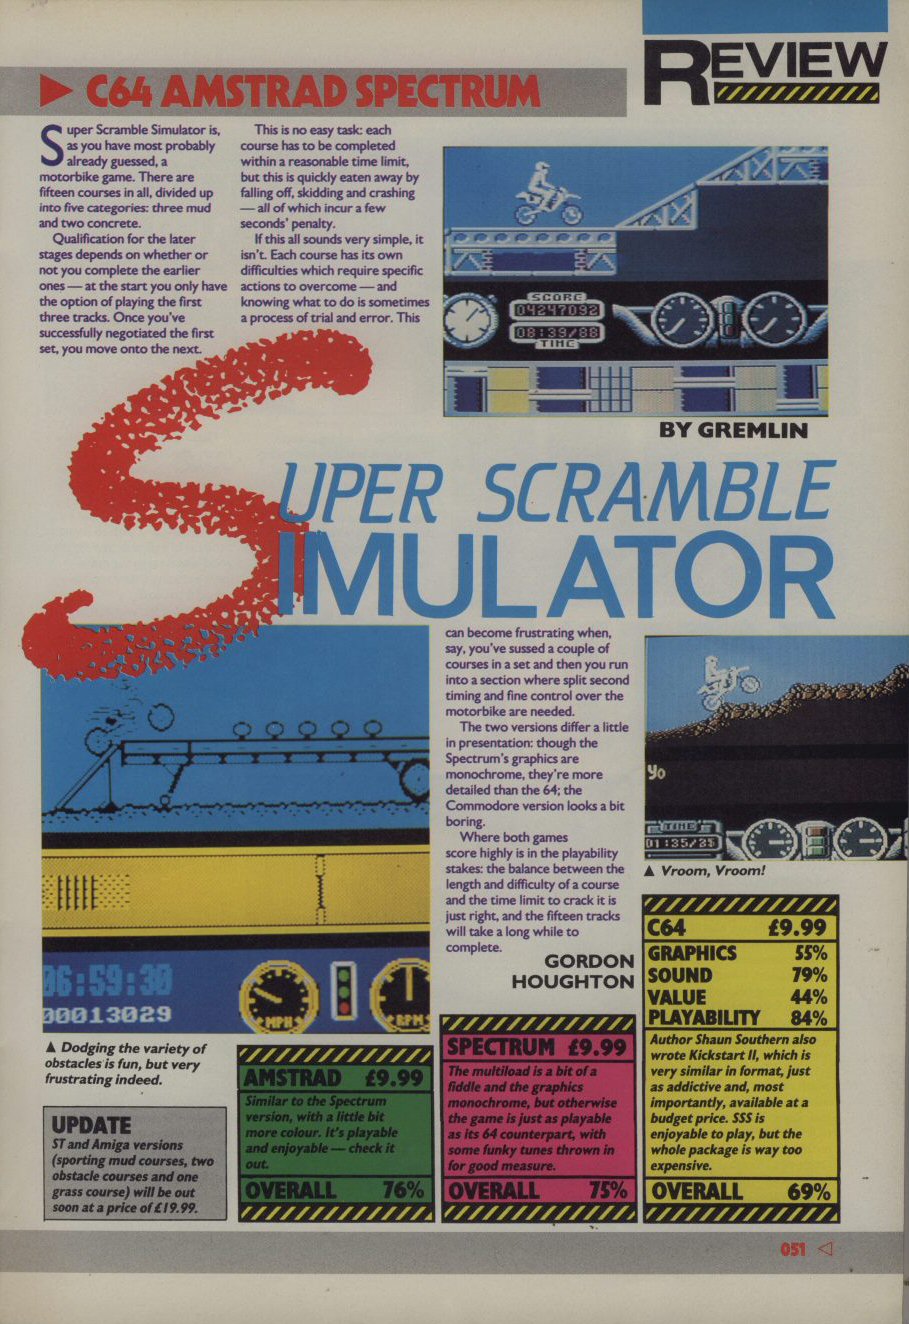 REVIEW
C64 AMSTRAD SPECTRUM
Super Scramble Simulator is,
as you have most probably
already guessed, a
motorbike game. There are
fifteen courses in all, divided up
into five categories: three mud
and two concrete.
Qualification for the later
stages depends on whether or
not you complete the earlier
ones — at the start you only have
the option of playing the first
three tracks. Once you've
successfully negotiated the first
set, you move onto the next.
This is no easy task: each
course has to be completed
within a reasonable time limit,
but this is quickly eaten away by
falling off, skidding and crashing
— all of which incur a few
seconds' penalty.
If this all sounds very simple, it
isn't. Each course has its own
difficulties which require specific
actions to overcome — and
knowing what to do is sometimes
a process of trial and error. This
SCORE
04247092
08:39/88
TIME
BY GREMLIN
SUPER SCRAMBLE
SIMULATOR
can become frustrating when,
say, you've sussed a couple of
courses in a set and then you run
into a section where split second
timing and fine control over the
motorbike are needed.
The two versions differ a little
in presentation: though the
Spectrum's graphics are
monochrome, they're more
detailed than the 64; the
Commodore version looks a bit
boring.
Where both games
score highly is in the playability
stakes: the balance between the
length and difficulty of a course
and the time limit to crack it is
just right, and the fifteen tracks
will take a long while to
complete.
GORDON
HOUGHTON
06:59:30
00013029
MPH
RPM
▲ Dodging the variety of
obstacles is fun, but very
frustrating indeed.
Yo
TIME
01:35/25
▲ Vroom, Vroom!
UPDATE
ST and Amiga versions
(sporting mud courses, two
obstacle courses and one
grass course) will be out
soon at a price of £19.99.
AMSTRAD £9.99
Similar to the Spectrum
version, with a little bit
more colour. It's playable
and enjoyable — check it
out.
OVERALL 76%
SPECTRUM £9.99
The multiload is a bit of a
fiddle and the graphics
monochrome, but otherwise
the game is just as playable
as its 64 counterpart, with
some funky tunes thrown in
for good measure.
OVERALL 75%
C64 £9.99
GRAPHICS 55%
SOUND 79%
VALUE 44%
PLAYABILITY 84%
Author Shaun Southern also
wrote Kickstart II, which is
very similar in format, just
as addictive and, most
importantly, available at a
budget price. SSS is
enjoyable to play, but the
whole package is way too
expensive.
OVERALL 69%
051